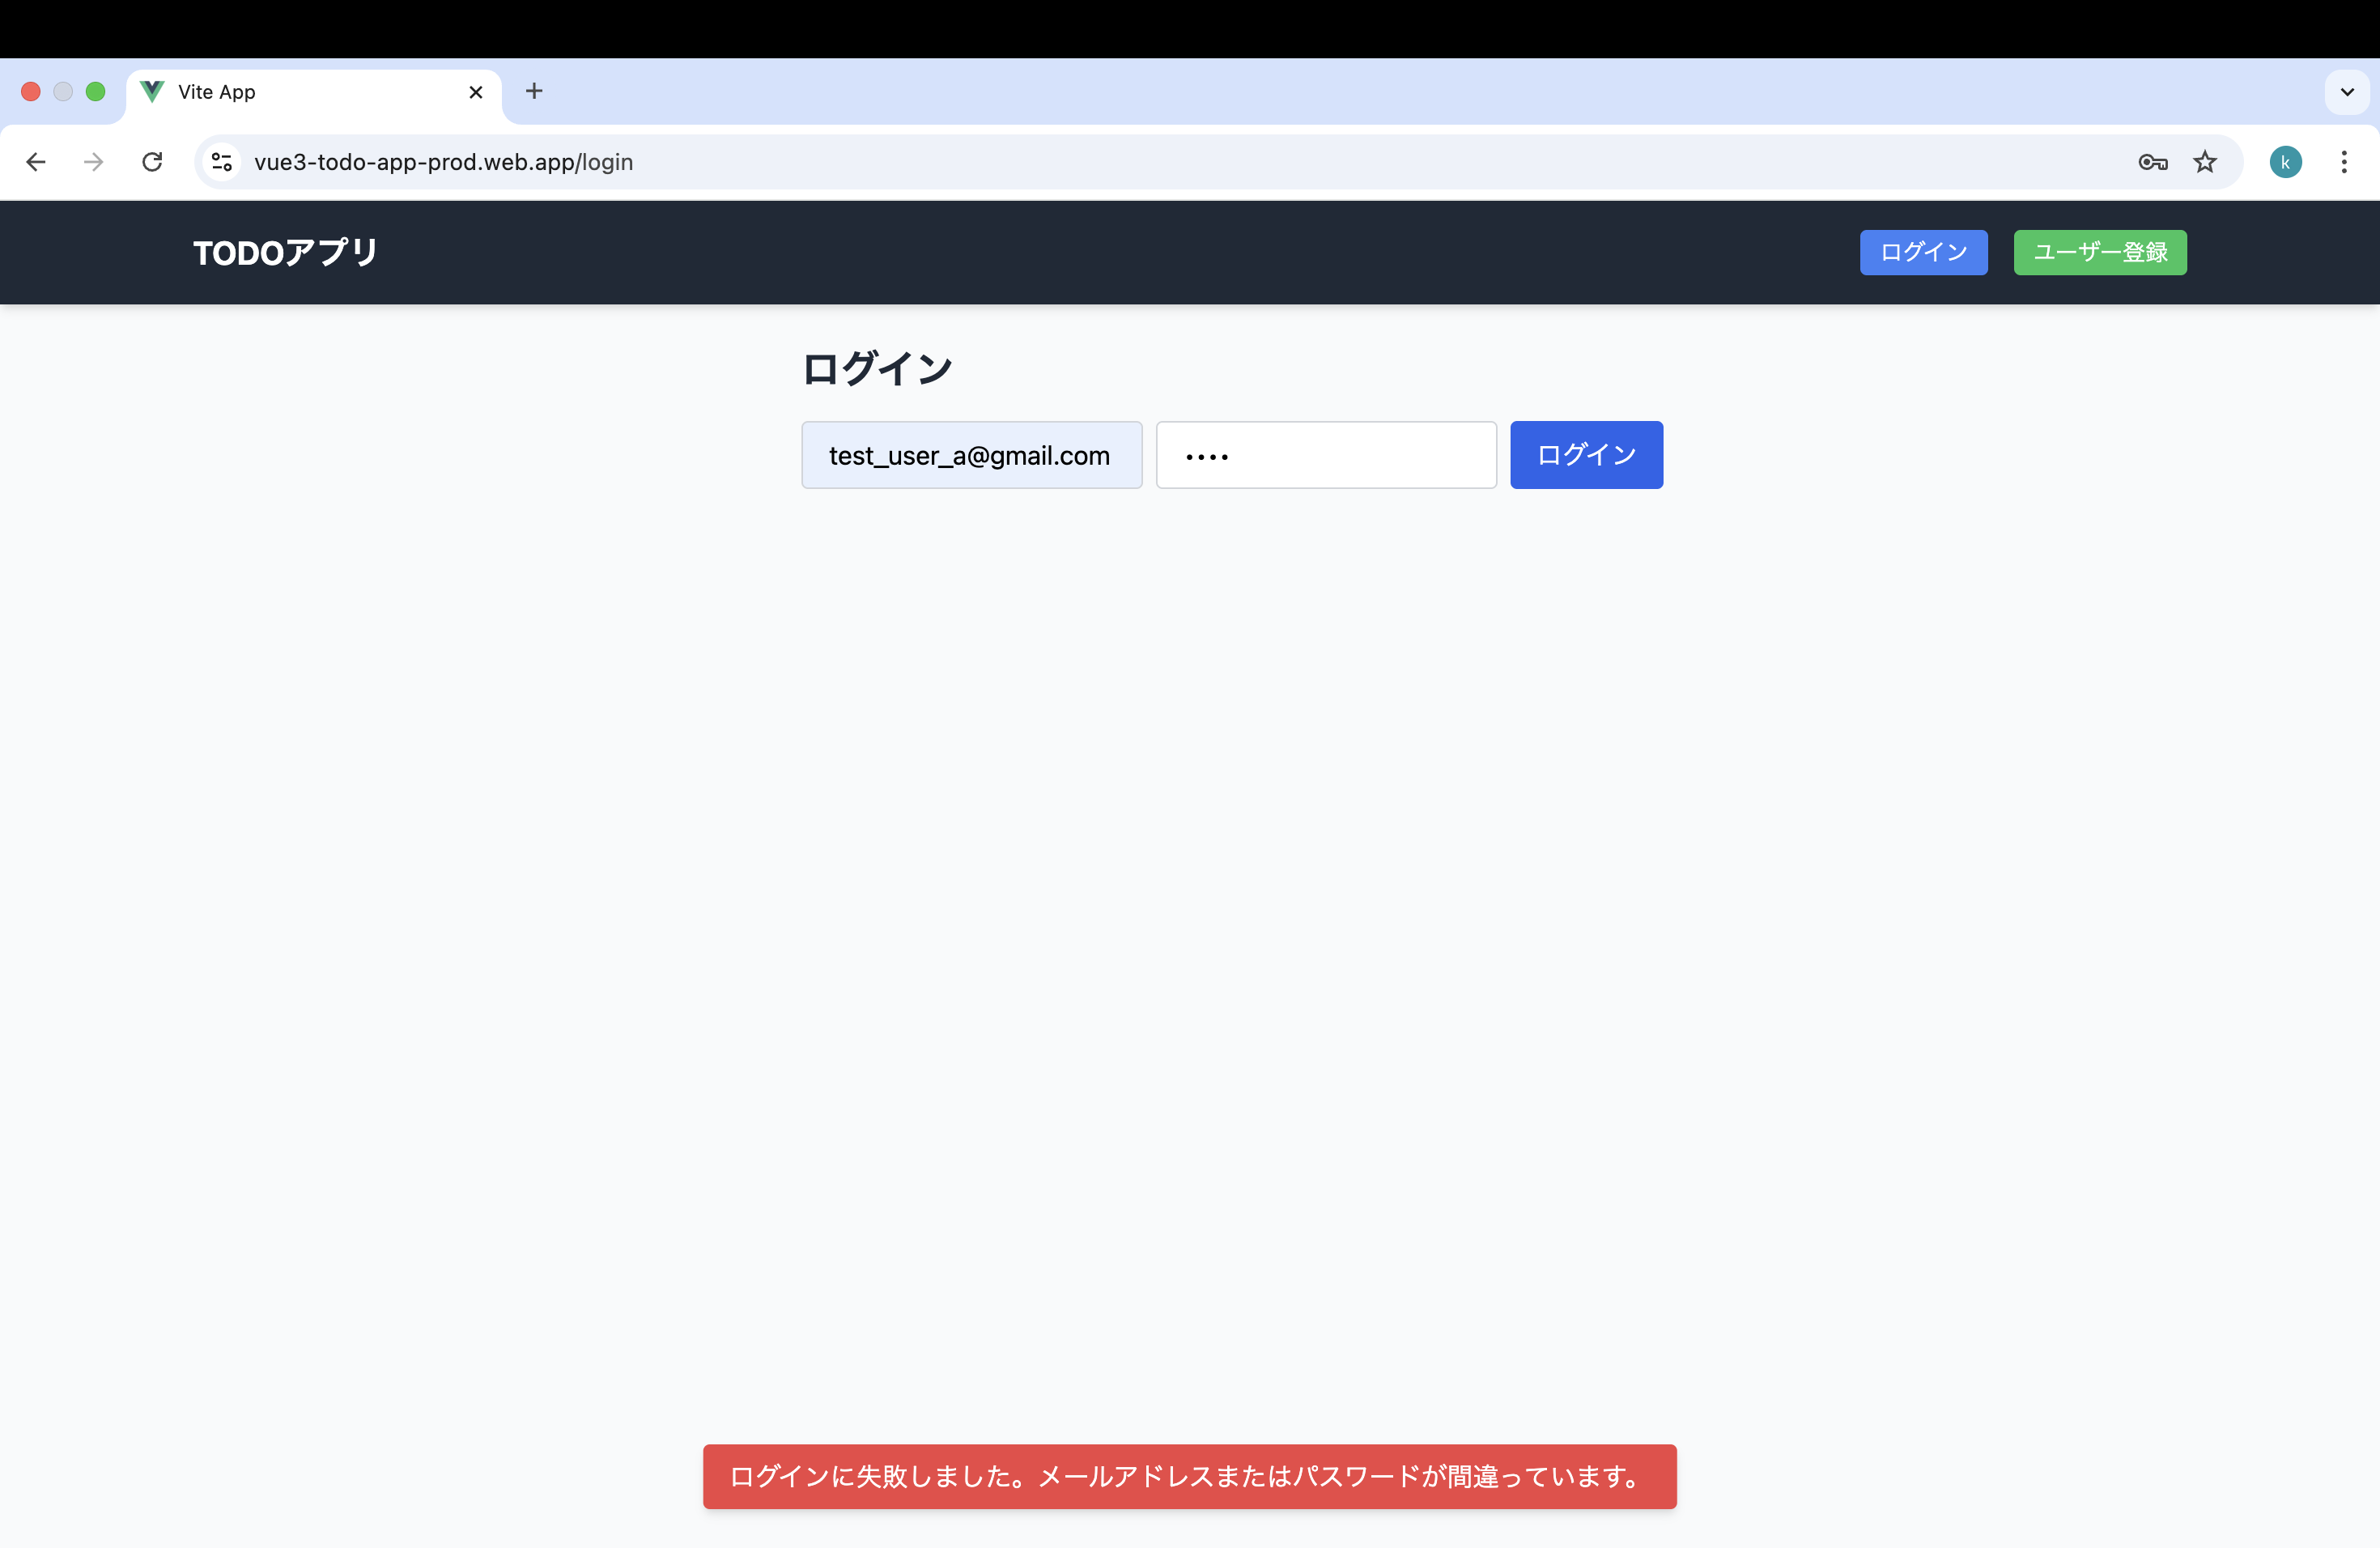 Vite App
vue3-todo-app-prod.web.app/login
k
TODOアプリ
ログイン
ユーザー登録
ログイン
test_user_a@gmail.com
••••
ログイン
ログインに失敗しました。メールアドレスまたはパスワードが間違っています。